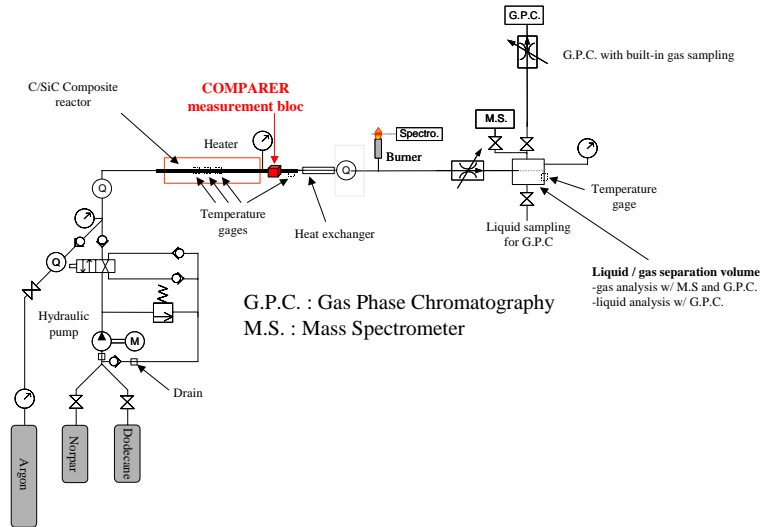 G.P.C.
G.P.C. with built-in gas sampling
C/SiC Composite
reactor
COMPARER
measurement bloc
M.S.
Heater
Spectro.
Burner
Q
Q
Temperature
gages
Heat exchanger
Temperature
gage
Liquid sampling
for G.P.C
Q
Liquid / gas separation volume
-gas analysis w/ M.S and G.P.C.
-liquid analysis w/ G.P.C.
G.P.C. : Gas Phase Chromatography
M.S. : Mass Spectrometer
Hydraulic
pump
M
Drain
Argon
Norpar
Dodecane